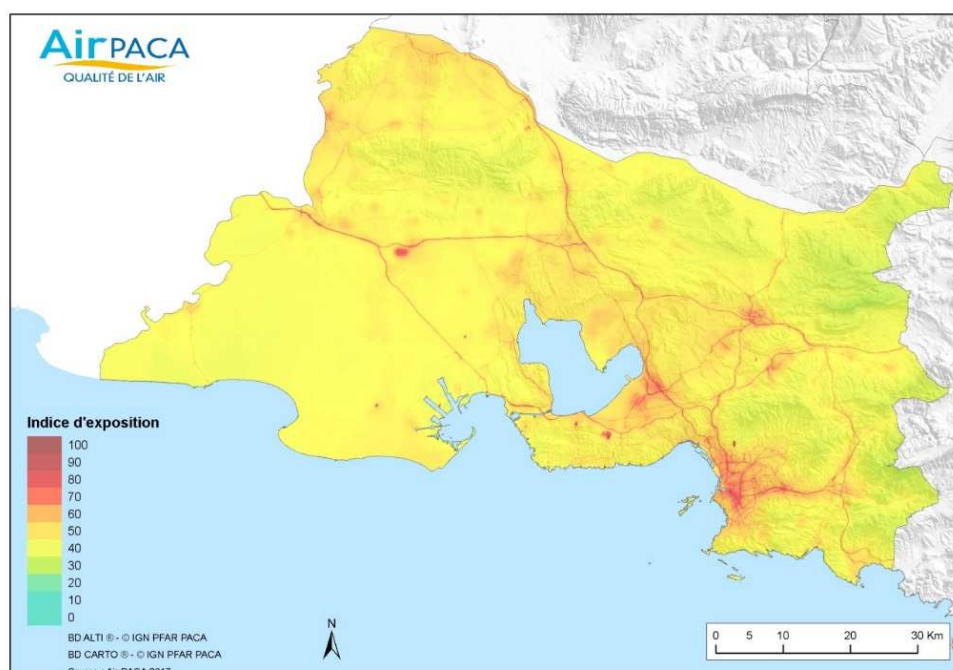 AirPACA
QUALITÉ DE L'AIR
Indice d'exposition
100
90
80
70
60
50
40
30
20
10
0
BD ALTI ® - © IGN PFAR PACA
BD CARTO ® - © IGN PFAR PACA
N
0 5 10 20 30 Km